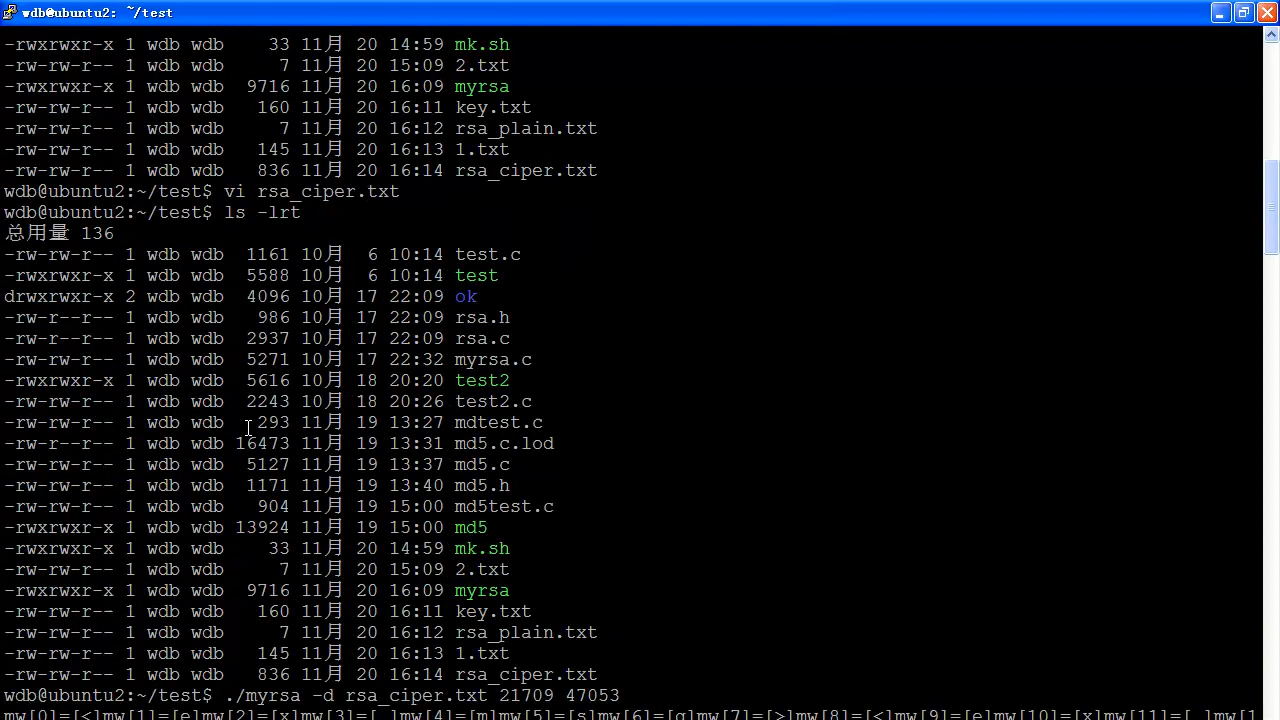 wdb@ubuntu2: ~/test
-rwxrwxr-x 1 wdb wdb    33 11月 20 14:59 mk.sh
-rw-rw-r-- 1 wdb wdb     7 11月 20 15:09 2.txt
-rwxrwxr-x 1 wdb wdb  9716 11月 20 16:09 myrsa
-rw-rw-r-- 1 wdb wdb   160 11月 20 16:11 key.txt
-rw-rw-r-- 1 wdb wdb     7 11月 20 16:12 rsa_plain.txt
-rw-rw-r-- 1 wdb wdb   145 11月 20 16:13 1.txt
-rw-rw-r-- 1 wdb wdb   836 11月 20 16:14 rsa_ciper.txt
wdb@ubuntu2:~/test$ vi rsa_ciper.txt
wdb@ubuntu2:~/test$ ls -lrt
总用量 136
-rw-rw-r-- 1 wdb wdb  1161 10月  6 10:14 test.c
-rwxrwxr-x 1 wdb wdb  5588 10月  6 10:14 test
drwxrwxr-x 2 wdb wdb  4096 10月 17 22:09 ok
-rw-r--r-- 1 wdb wdb   986 10月 17 22:09 rsa.h
-rw-r--r-- 1 wdb wdb  2937 10月 17 22:09 rsa.c
-rw-rw-r-- 1 wdb wdb  5271 10月 17 22:32 myrsa.c
-rwxrwxr-x 1 wdb wdb  5616 10月 18 20:20 test2
-rw-rw-r-- 1 wdb wdb  2243 10月 18 20:26 test2.c
-rw-rw-r-- 1 wdb wdb   293 11月 19 13:27 mdtest.c
-rw-r--r-- 1 wdb wdb 16473 11月 19 13:31 md5.c.lod
-rw-rw-r-- 1 wdb wdb  5127 11月 19 13:37 md5.c
-rw-rw-r-- 1 wdb wdb  1171 11月 19 13:40 md5.h
-rw-rw-r-- 1 wdb wdb   904 11月 19 15:00 md5test.c
-rwxrwxr-x 1 wdb wdb 13924 11月 19 15:00 md5
-rwxrwxr-x 1 wdb wdb    33 11月 20 14:59 mk.sh
-rw-rw-r-- 1 wdb wdb     7 11月 20 15:09 2.txt
-rwxrwxr-x 1 wdb wdb  9716 11月 20 16:09 myrsa
-rw-rw-r-- 1 wdb wdb   160 11月 20 16:11 key.txt
-rw-rw-r-- 1 wdb wdb     7 11月 20 16:12 rsa_plain.txt
-rw-rw-r-- 1 wdb wdb   145 11月 20 16:13 1.txt
-rw-rw-r-- 1 wdb wdb   836 11月 20 16:14 rsa_ciper.txt
wdb@ubuntu2:~/test$ ./myrsa -d rsa_ciper.txt 21709 47053